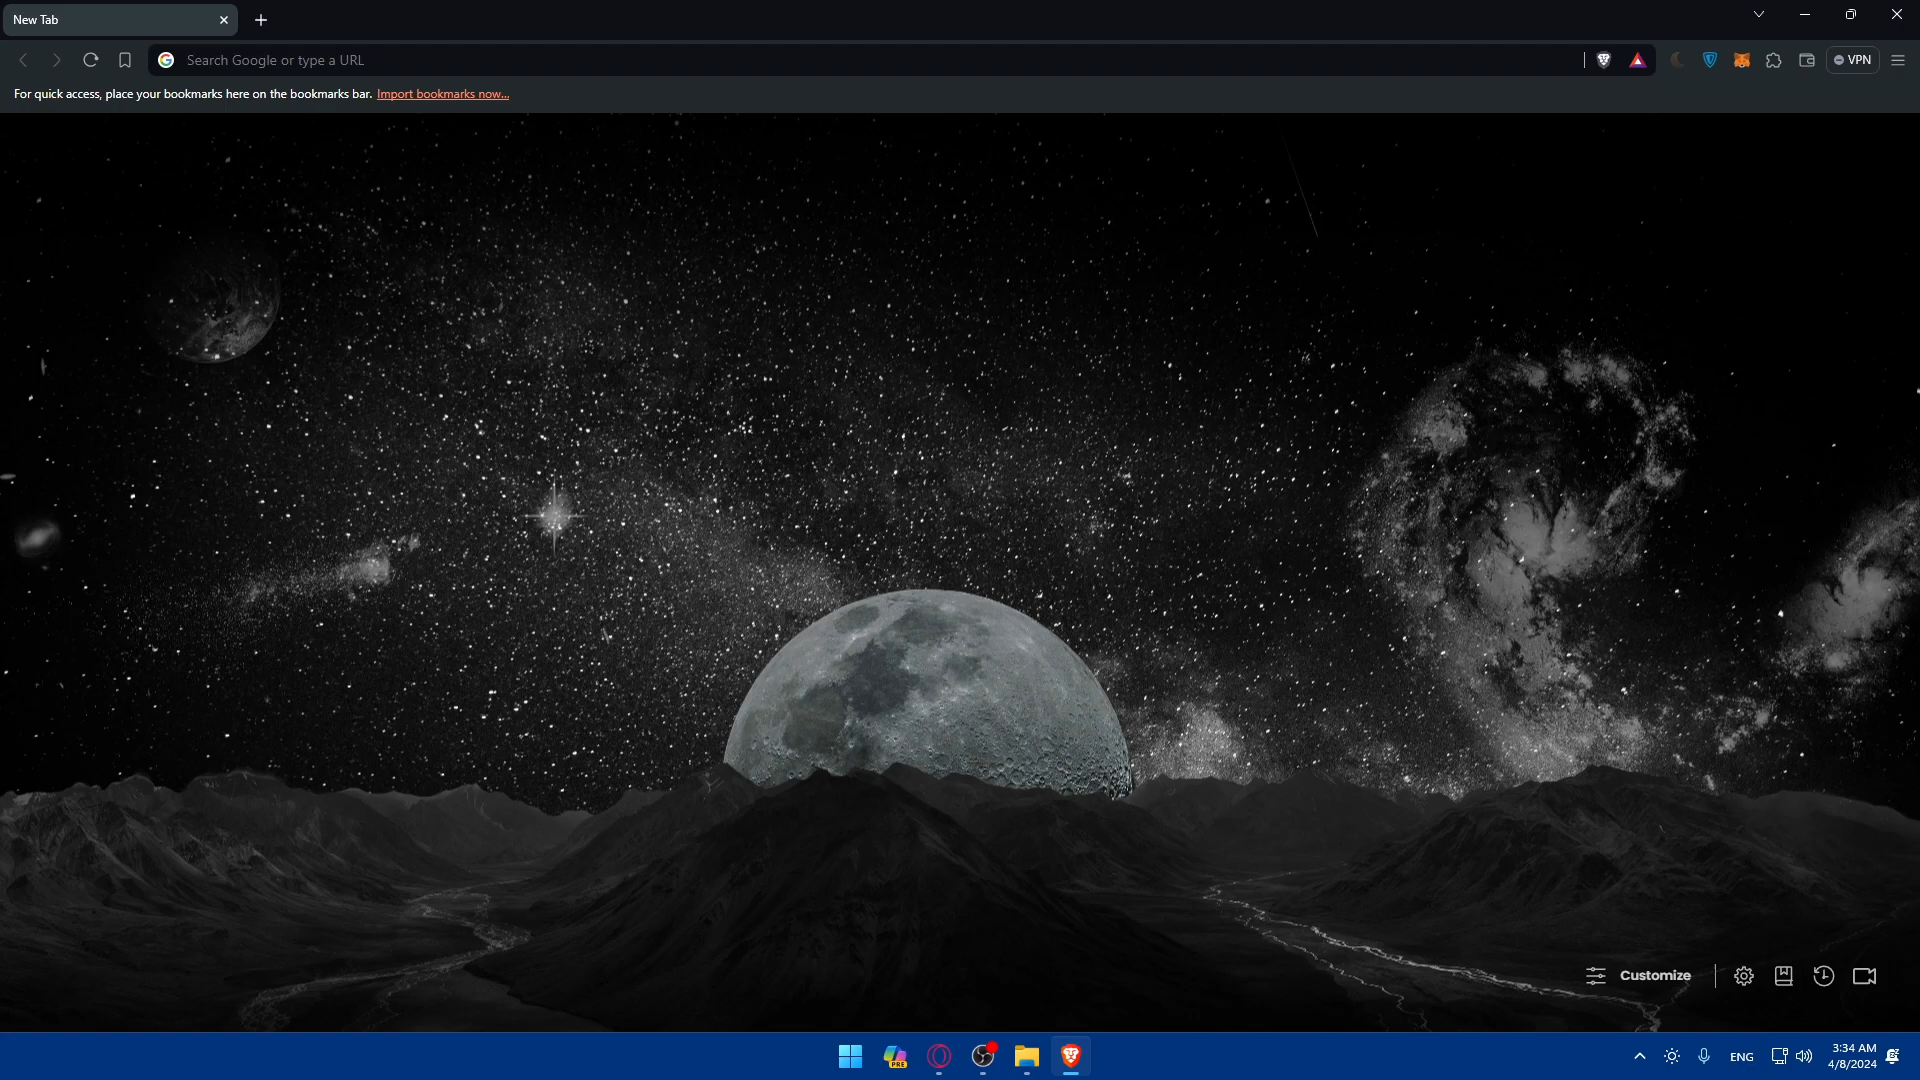 New Tab
Search Google or type a URL
VPN
For quick access, place your bookmarks here on the bookmarks bar. Import bookmarks now...
Customize
PRE
ENG
3:34 AM
4/8/2024